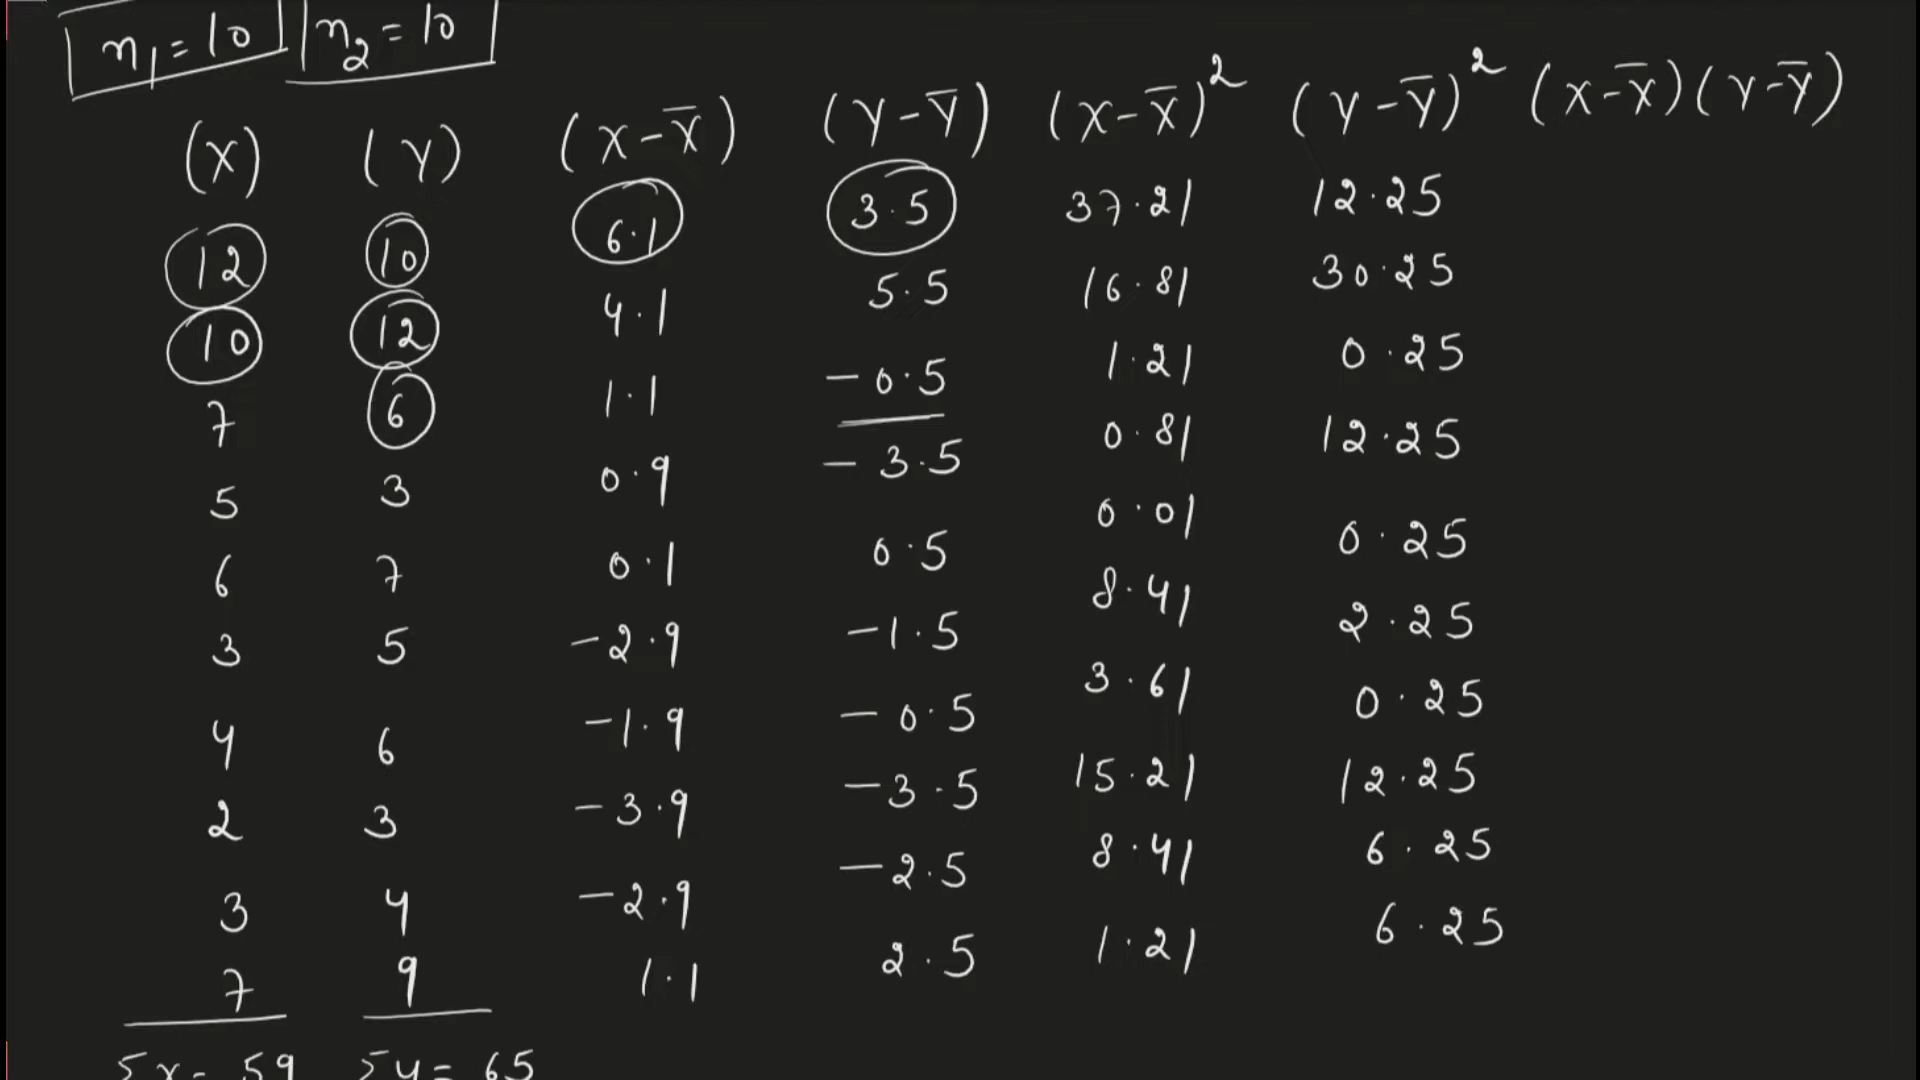 n₁ = 10 n₂ = 10
(X) (Y) (X-X̅) (Y-Y̅) (X-X̅)² (Y-Y̅)² (X-X̅)(Y-Y̅)
12 10 6.1 3.5 37.21 12.25
10 12 4.1 5.5 16.81 30.25
7 6 1.1 -0.5 1.21 0.25
5 3 0.9 -3.5 0.81 12.25
6 7 0.1 0.5 0.01 0.25
3 5 -2.9 -1.5 8.41 2.25
4 6 -1.9 -0.5 3.61 0.25
2 3 -3.9 -3.5 15.21 12.25
3 4 -2.9 -2.5 8.41 6.25
7 9 1.1 2.5 1.21 6.25
Σx = 59 Σy = 65